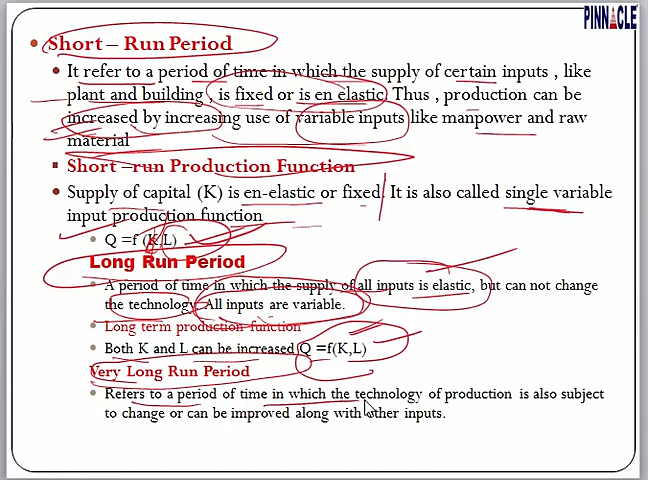 PINNACLE
Short – Run Period
It refer to a period of time in which the supply of certain inputs , like
plant and building , is fixed or is en elastic. Thus , production can be
increased by increasing use of variable inputs like manpower and raw
material
Short –run Production Function
Supply of capital (K) is en-elastic or fixed. It is also called single variable
input production function
Q =f (K,L)
Long Run Period
A period of time in which the supply of all inputs is elastic, but can not change
the technology. All inputs are variable.
Long term production function
Both K and L can be increased Q =f(K,L)
Very Long Run Period
Refers to a period of time in which the technology of production is also subject
to change or can be improved along with other inputs.